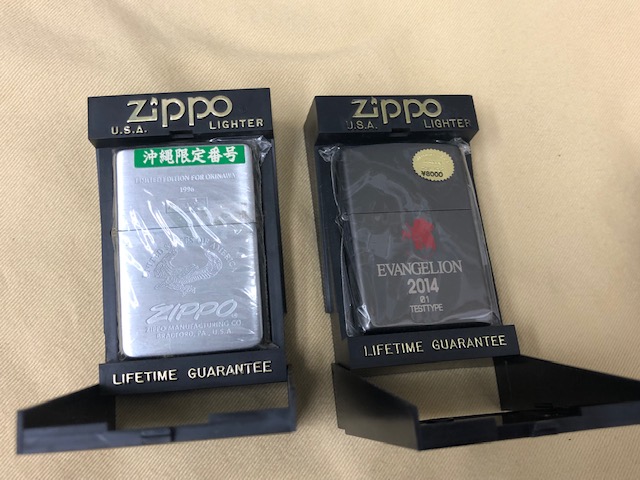 Zippo
U.S.A. LIGHTER
沖縄限定番号
LIMITED EDITION FOR OKINAWA
1996
ZIPPO
ZIPPO MANUFACTURING CO.
BRADFORD, PA., U.S.A.
LIFETIME GUARANTEE
Zippo
U.S.A. LIGHTER
¥8000
EVANGELION
2014
01
TESTTYPE
LIFETIME GUARANTEE